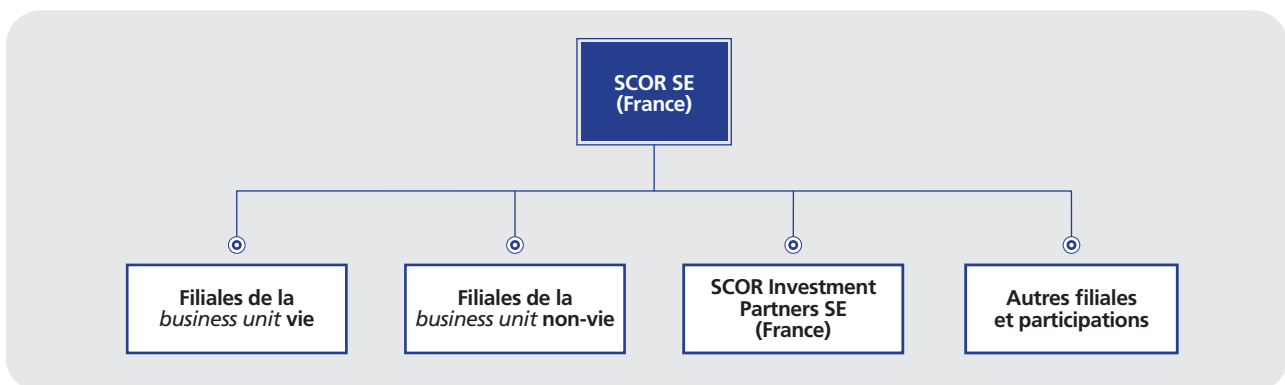 SCOR SE
(France)
Filiales de la
business unit vie
Filiales de la
business unit non-vie
SCOR Investment
Partners SE
(France)
Autres filiales
et participations